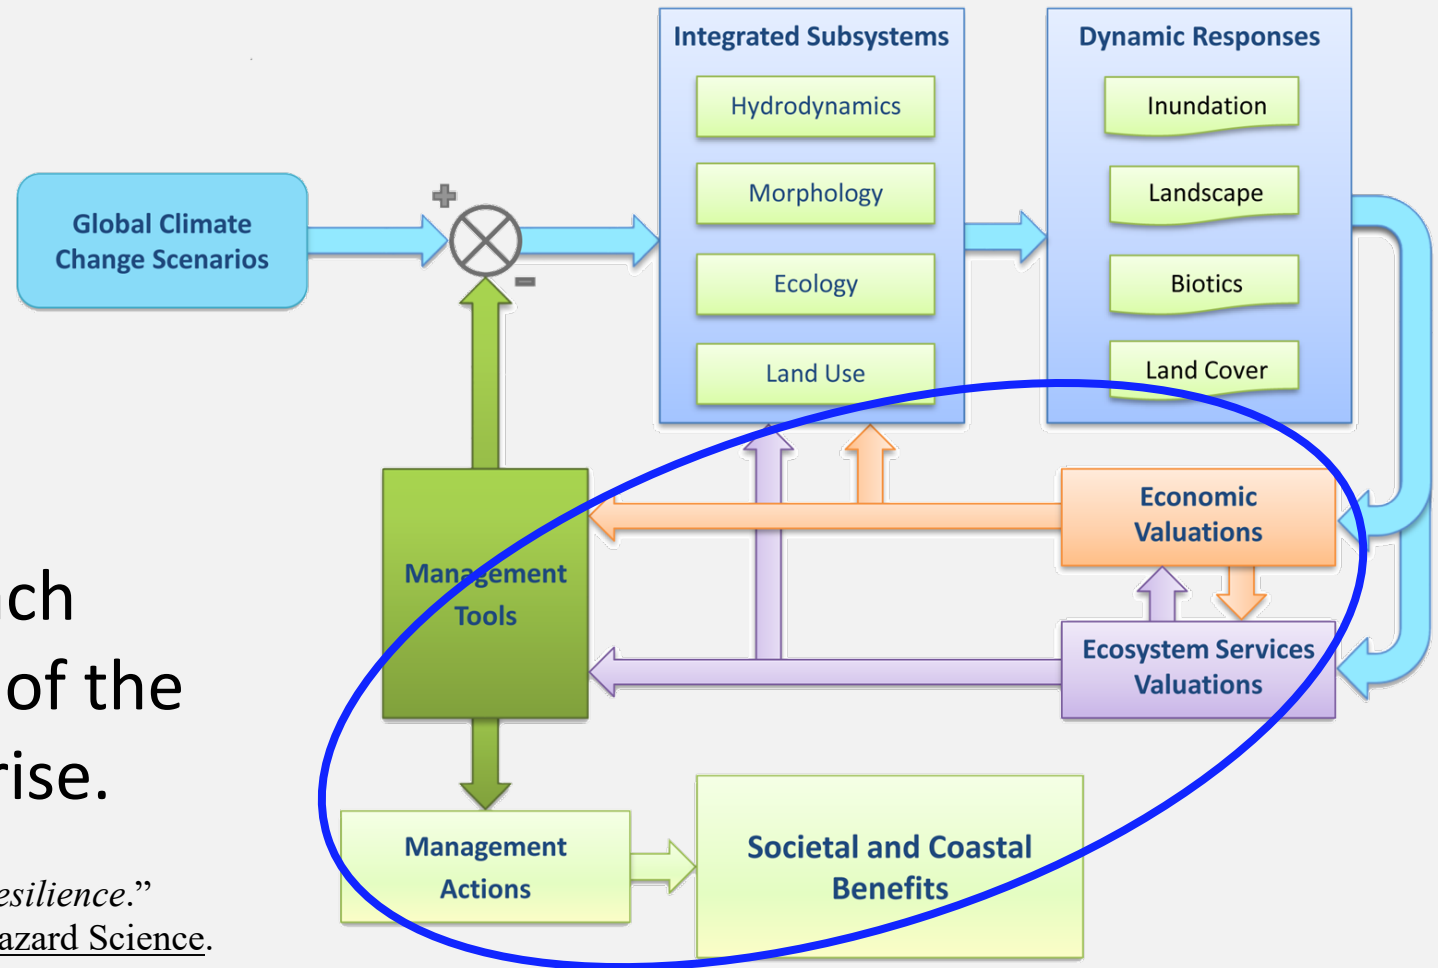 Integrated Subsystems
Hydrodynamics
Morphology
Ecology
Land Use
Dynamic Responses
Inundation
Landscape
Biotics
Land Cover
Global Climate
Change Scenarios
+
-
Management
Tools
Economic
Valuations
Ecosystem Services
Valuations
Management
Actions
Societal and Coastal
Benefits
of the
rise.
esilience.”
azard Science.